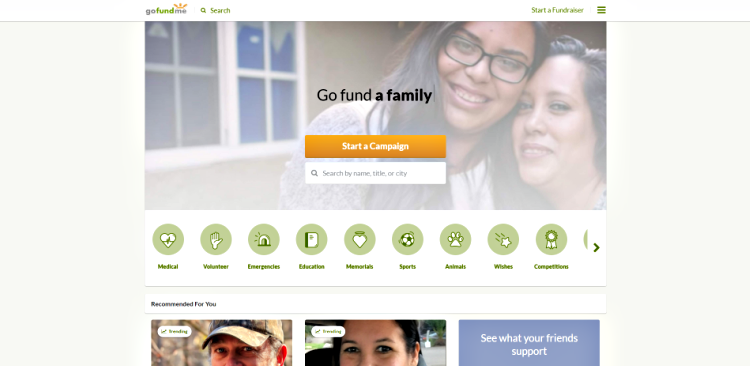 gofundme
Search
Start a Fundraiser
Go fund a family
Start a Campaign
Search by name, title, or city
Medical
Volunteer
Emergencies
Education
Memorials
Sports
Animals
Wishes
Competitions
Recommended For You
Trending
Trending
See what your friends
support